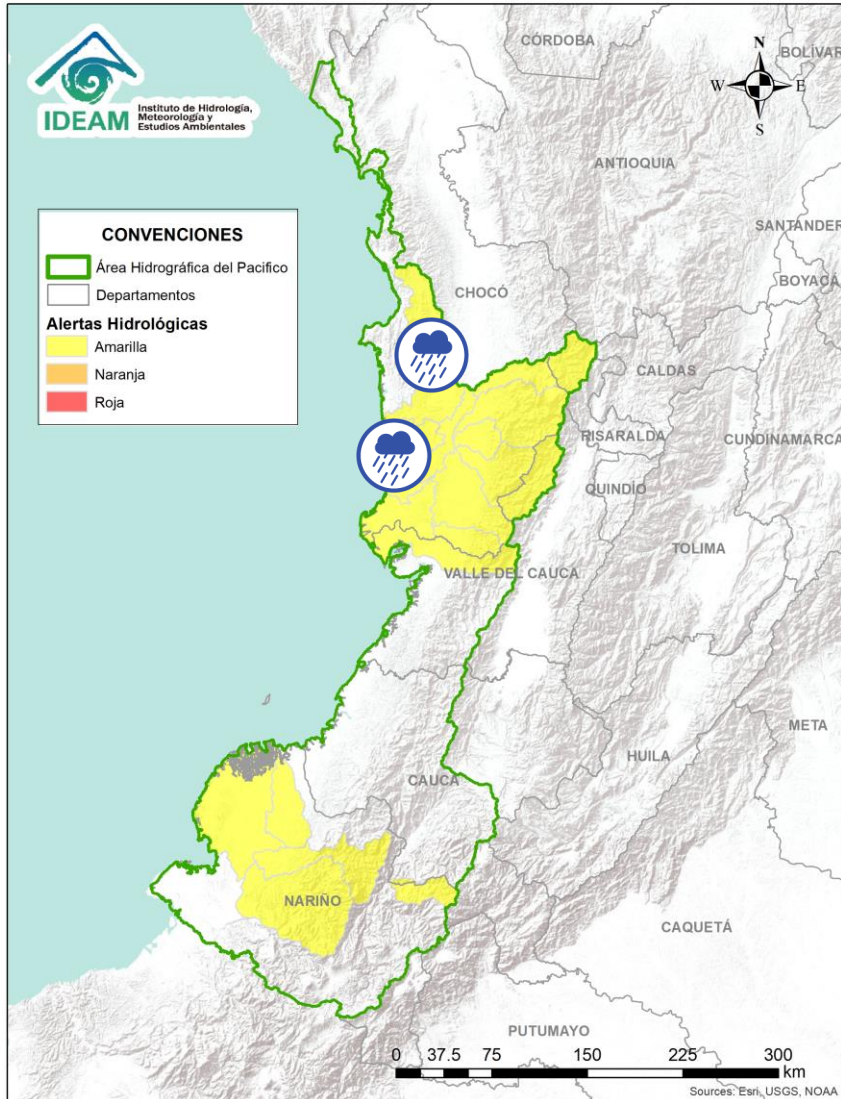 IDEAM
Instituto de Hidrología,
Meteorología y
Estudios Ambientales
N
W
E
S
CONVENCIONES
Área Hidrográfica del Pacifico
Departamentos
Alertas Hidrológicas
Amarilla
Naranja
Roja
CÓRDOBA
BOLÍVAR
ANTIOQUIA
SANTANDER
BOYACÁ
CHOCÓ
CALDAS
RISARALDA
CUNDINAMARCA
QUINDÍO
TOLIMA
VALLE DEL CAUCA
META
HUILA
CAUCA
NARIÑO
CAQUETÁ
PUTUMAYO
0 37.5 75 150 225 300
km
Sources: Esri, USGS, NOAA